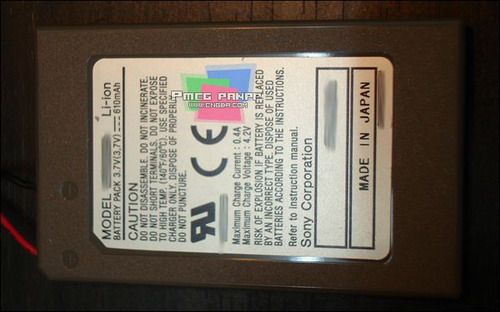 MODEL
Li-ion
BATTERY PACK 3.7V(3.7V) ⎓ 610mAh
CAUTION
DO NOT DISASSEMBLE. DO NOT INCINERATE.
DO NOT SHORT TERMINALS. DO NOT EXPOSE
TO HIGH TEMP (140°F/60°C). USE SPECIFIED
CHARGER ONLY. DISPOSE OF PROPERLY.
DO NOT PUNCTURE.
CE
Maximum Charge Current : 0.4A
Maximum Charge Voltage : 4.2V
RISK OF EXPLOSION IF BATTERY IS REPLACED
BY AN INCORRECT TYPE. DISPOSE OF USED
BATTERIES ACCORDING TO THE INSTRUCTIONS.
Refer to Instruction manual.
Sony Corporation
MADE IN JAPAN
WWW.CNGBA.COM